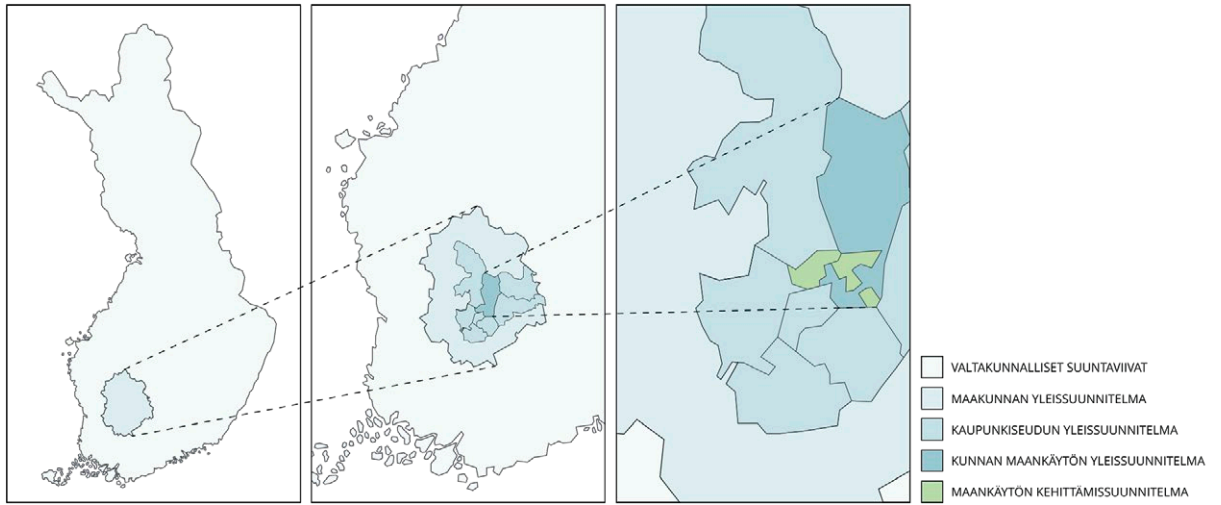 VALTAKUNNALLISET SUUNTAVIIVAT
MAAKUNNAN YLEISSUUNNITELMA
KAUPUNKISEUDUN YLEISSUUNNITELMA
KUNNAN MAANKÄYTÖN YLEISSUUNNITELMA
MAANKÄYTÖN KEHITTÄMISSUUNNITELMA